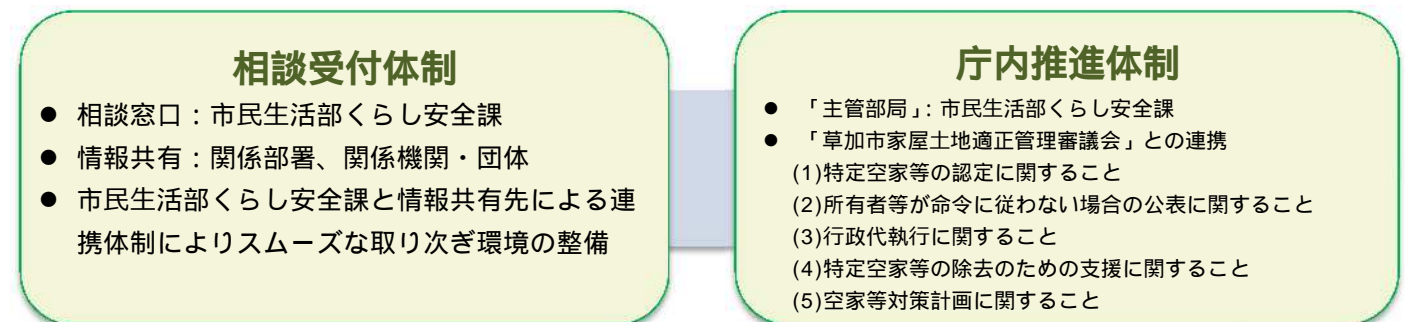 相談受付体制
● 相談窓口：市民生活部くらし安全課
● 情報共有：関係部署、関係機関・団体
● 市民生活部くらし安全課と情報共有先による連
携体制によりスムーズな取り次ぎ環境の整備
庁内推進体制
● 「主管部局」：市民生活部くらし安全課
● 「草加市家屋土地適正管理審議会」との連携
(1)特定空家等の認定に関すること
(2)所有者等が命令に従わない場合の公表に関すること
(3)行政代執行に関すること
(4)特定空家等の除去のための支援に関すること
(5)空家等対策計画に関すること